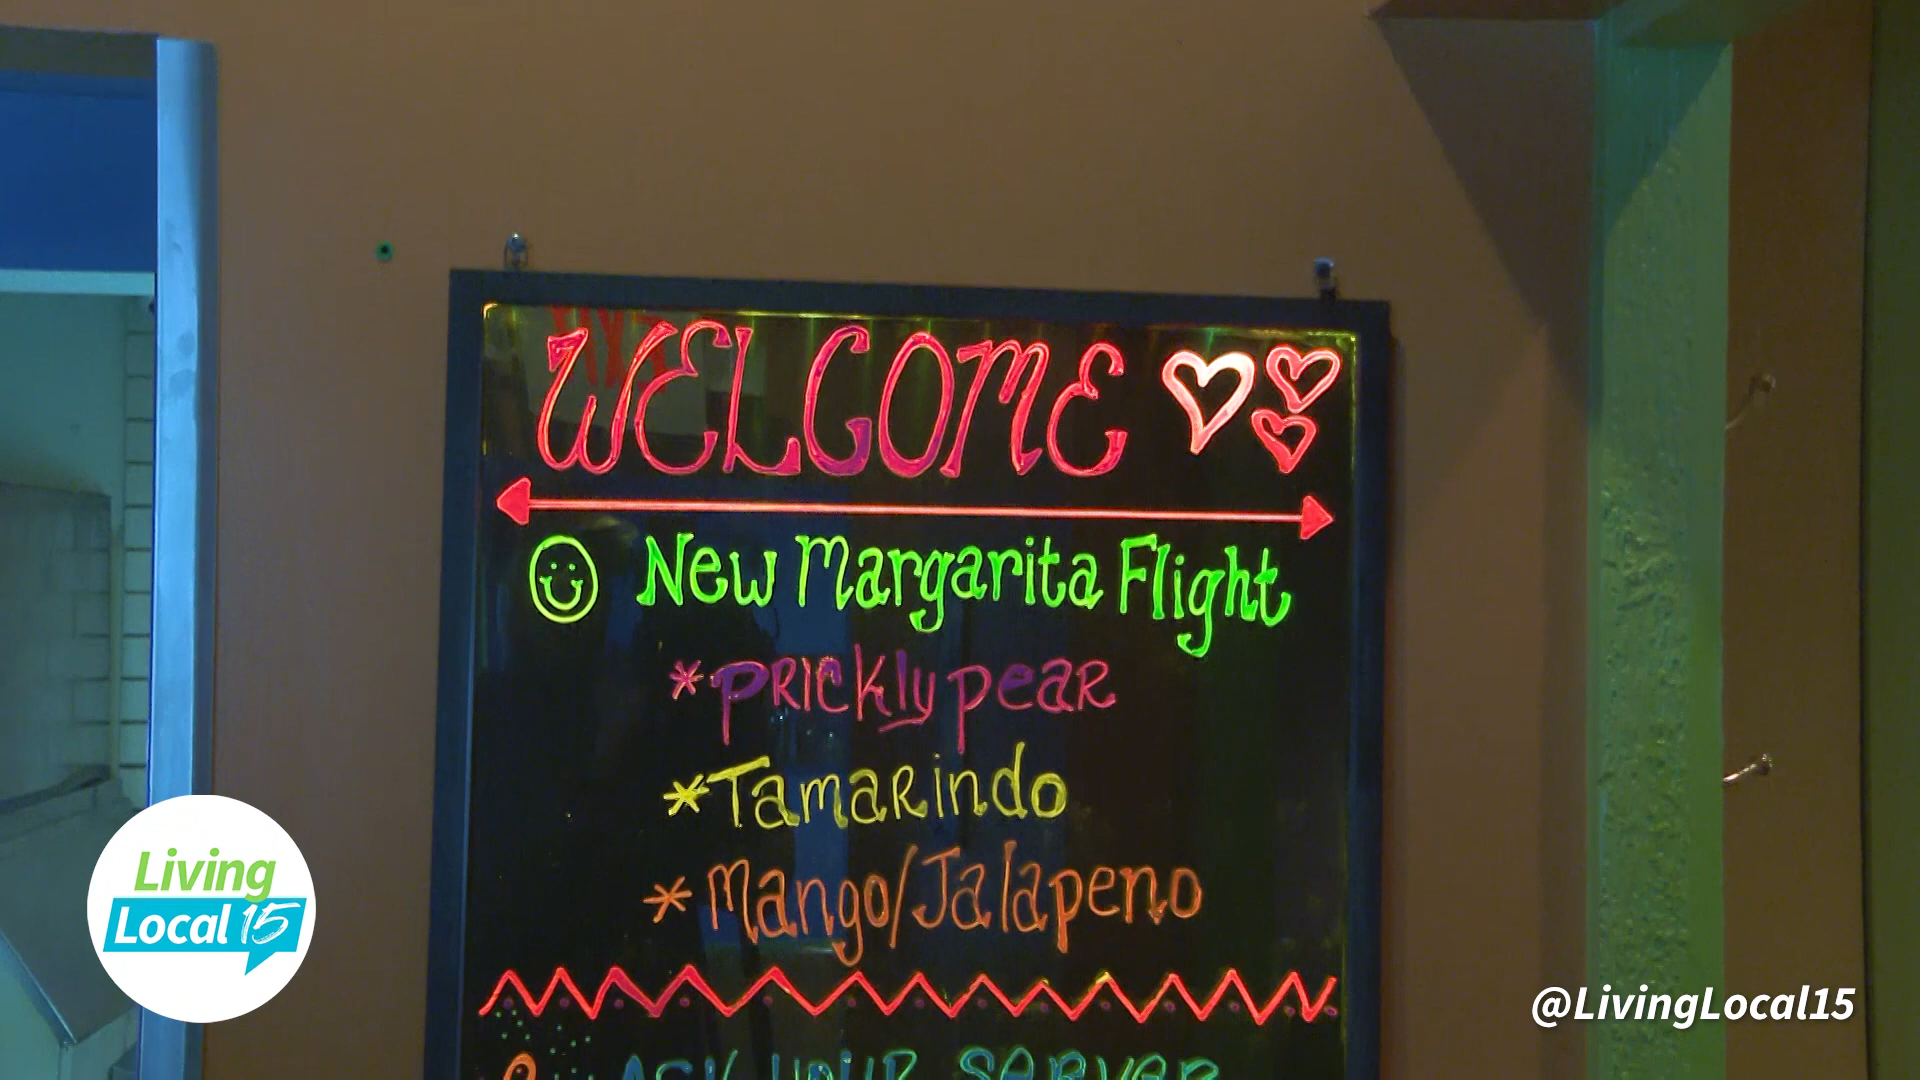 WELCOME
New Margarita Flight
*Prickly pear
*Tamarindo
*Mango/Jalapeno
ASK YOUR SERVER
Living
Local 15
@LivingLocal15